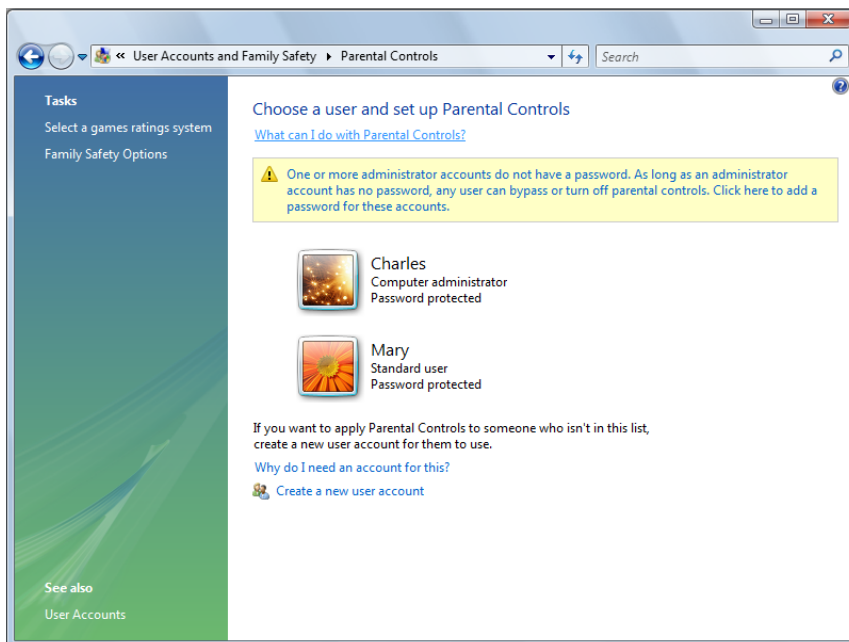 « User Accounts and Family Safety ▸ Parental Controls
Search
Tasks
Select a games ratings system
Family Safety Options
Choose a user and set up Parental Controls
What can I do with Parental Controls?
One or more administrator accounts do not have a password. As long as an administrator
account has no password, any user can bypass or turn off parental controls. Click here to add a
password for these accounts.
Charles
Computer administrator
Password protected
Mary
Standard user
Password protected
If you want to apply Parental Controls to someone who isn't in this list,
create a new user account for them to use.
Why do I need an account for this?
Create a new user account
See also
User Accounts